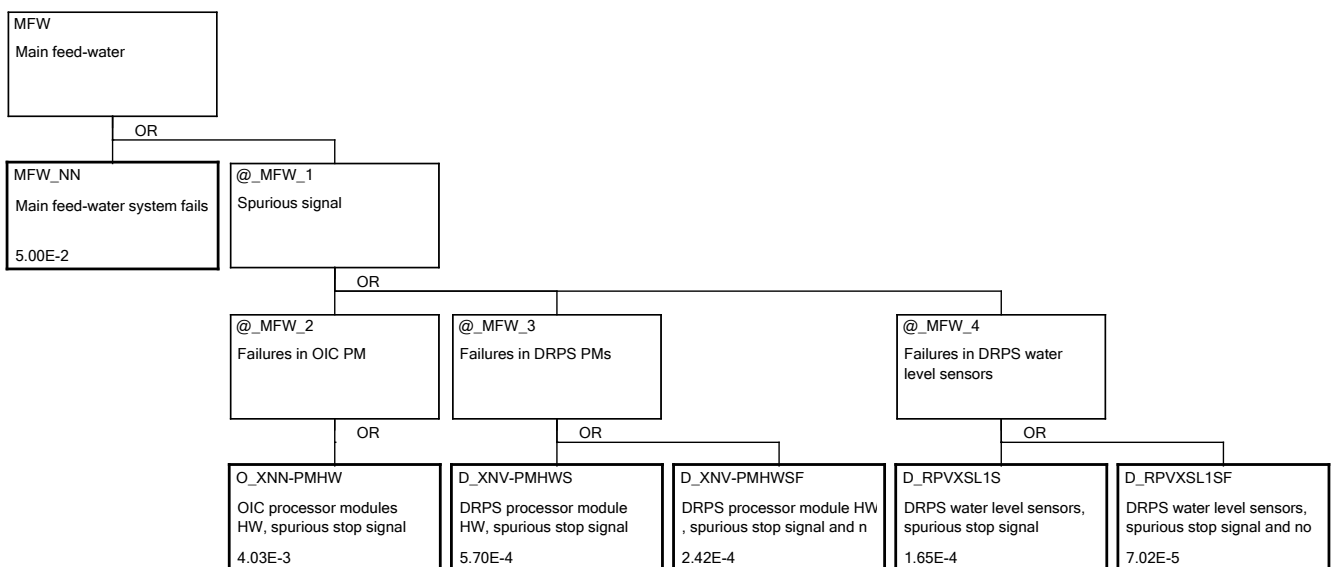 MFW
Main feed-water
OR
MFW_NN
Main feed-water system fails
5.00E-2
@_MFW_1
Spurious signal
OR
@_MFW_2
Failures in OIC PM
@_MFW_3
Failures in DRPS PMs
@_MFW_4
Failures in DRPS water
level sensors
OR
OR
OR
O_XNN-PMHW
OIC processor modules
HW, spurious stop signal
4.03E-3
D_XNV-PMHWS
DRPS processor module
HW, spurious stop signal
5.70E-4
D_XNV-PMHWSF
DRPS processor module HW
, spurious stop signal and n
2.42E-4
D_RPVXSL1S
DRPS water level sensors,
spurious stop signal
1.65E-4
D_RPVXSL1SF
DRPS water level sensors,
spurious stop signal and no
7.02E-5